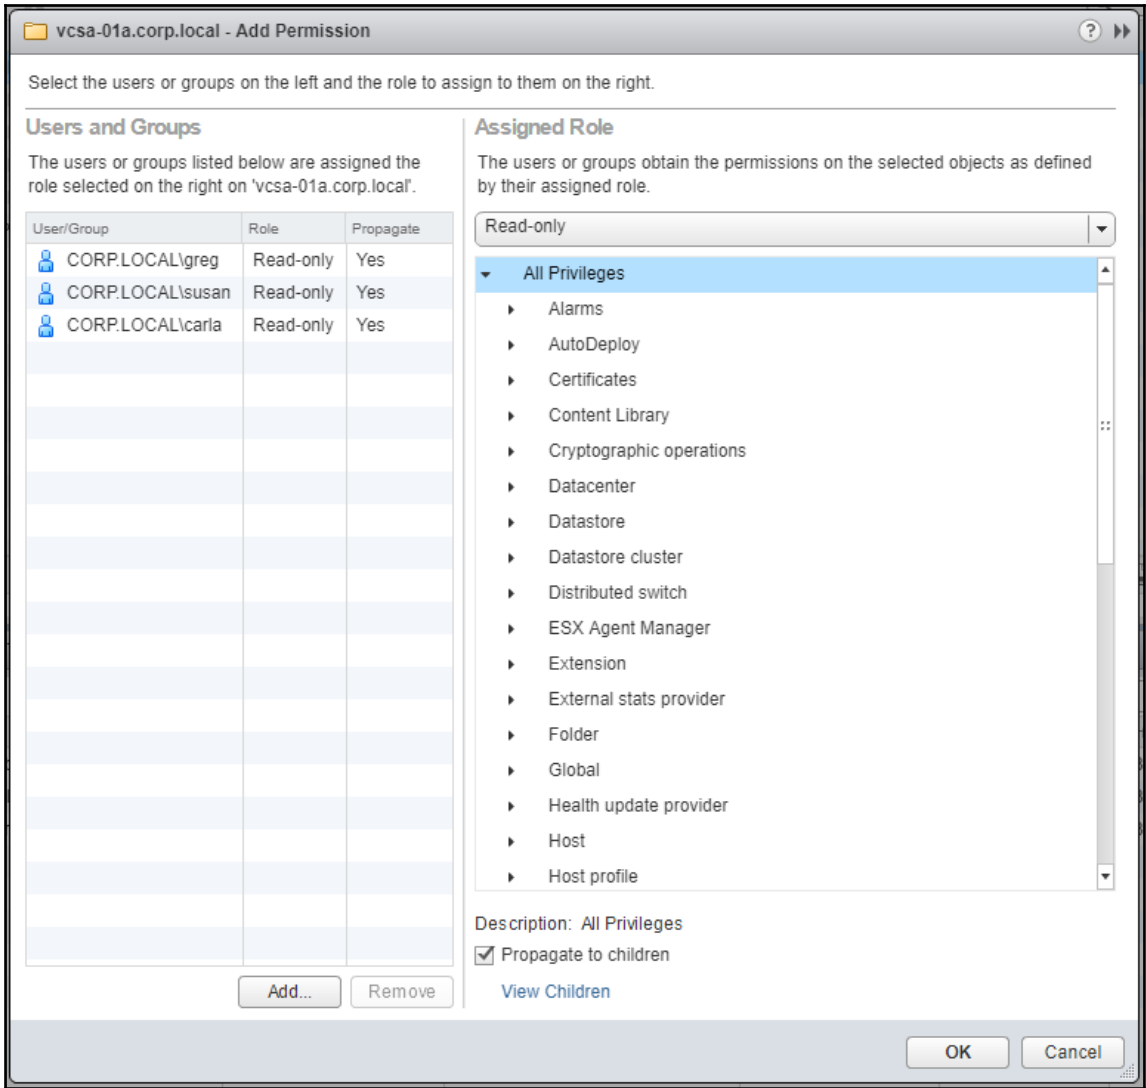 vcsa-01a.corp.local - Add Permission
?
Select the users or groups on the left and the role to assign to them on the right.
Users and Groups
The users or groups listed below are assigned the
role selected on the right on 'vcsa-01a.corp.local'.
User/Group Role Propagate
CORP.LOCAL\greg Read-only Yes
CORP.LOCAL\susan Read-only Yes
CORP.LOCAL\carla Read-only Yes
Add... Remove
Assigned Role
The users or groups obtain the permissions on the selected objects as defined
by their assigned role.
Read-only
All Privileges
Alarms
AutoDeploy
Certificates
Content Library
Cryptographic operations
Datacenter
Datastore
Datastore cluster
Distributed switch
ESX Agent Manager
Extension
External stats provider
Folder
Global
Health update provider
Host
Host profile
Description: All Privileges
Propagate to children
View Children
OK Cancel